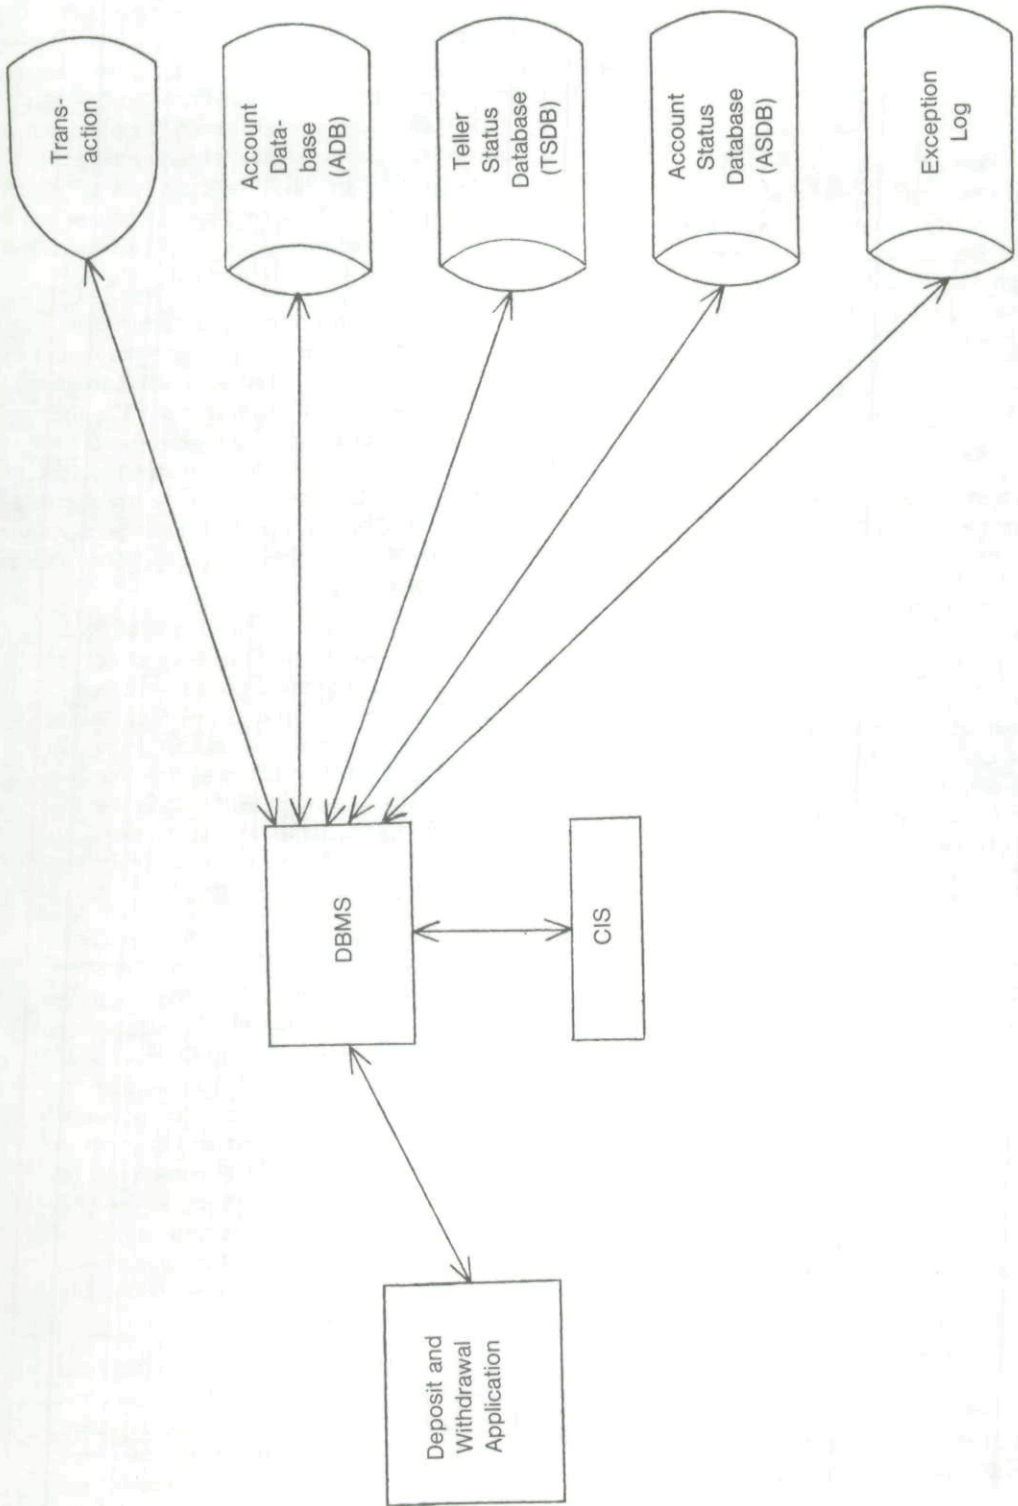 Trans-
action
Account
Data-
base
(ADB)
Teller
Status
Database
(TSDB)
Account
Status
Database
(ASDB)
Exception
Log
DBMS
CIS
Deposit and
Withdrawal
Application